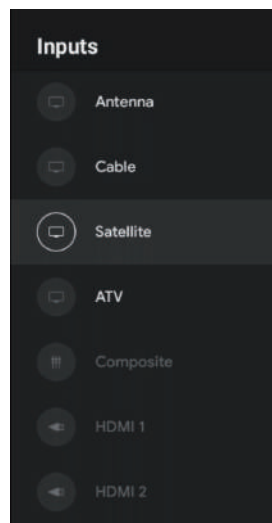 Inputs
Antenna
Cable
Satellite
ATV
Composite
HDMI 1
HDMI 2